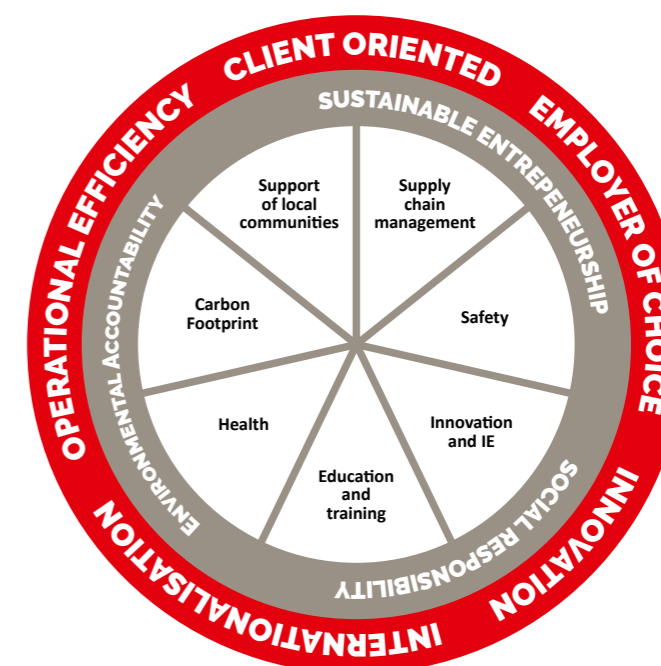 CLIENT ORIENTED
EMPLOYER OF CHOICE
INNOVATION
INTERNATIONALISATION
OPERATIONAL EFFICIENCY
SUSTAINABLE ENTREPENEURSHIP
SOCIAL RESPONSIBILITY
ENVIRONMENTAL ACCOUNTABILITY
Support
of local
communities
Supply
chain
management
Safety
Innovation
and IE
Education
and
training
Health
Carbon
Footprint